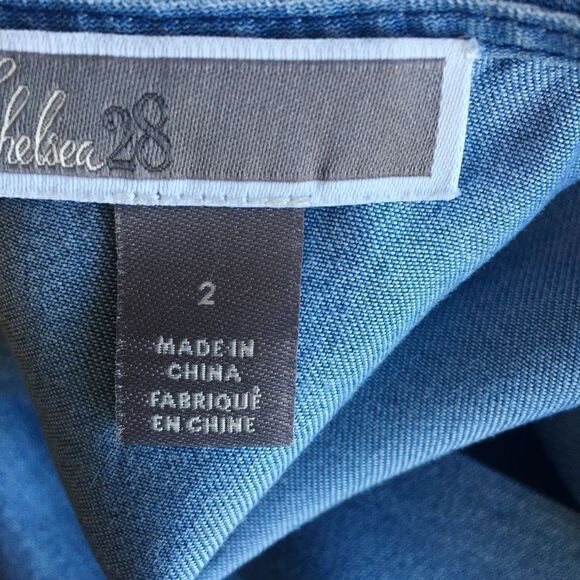 Chelsea28
2
MADE IN
CHINA
FABRIQUÉ
EN CHINE